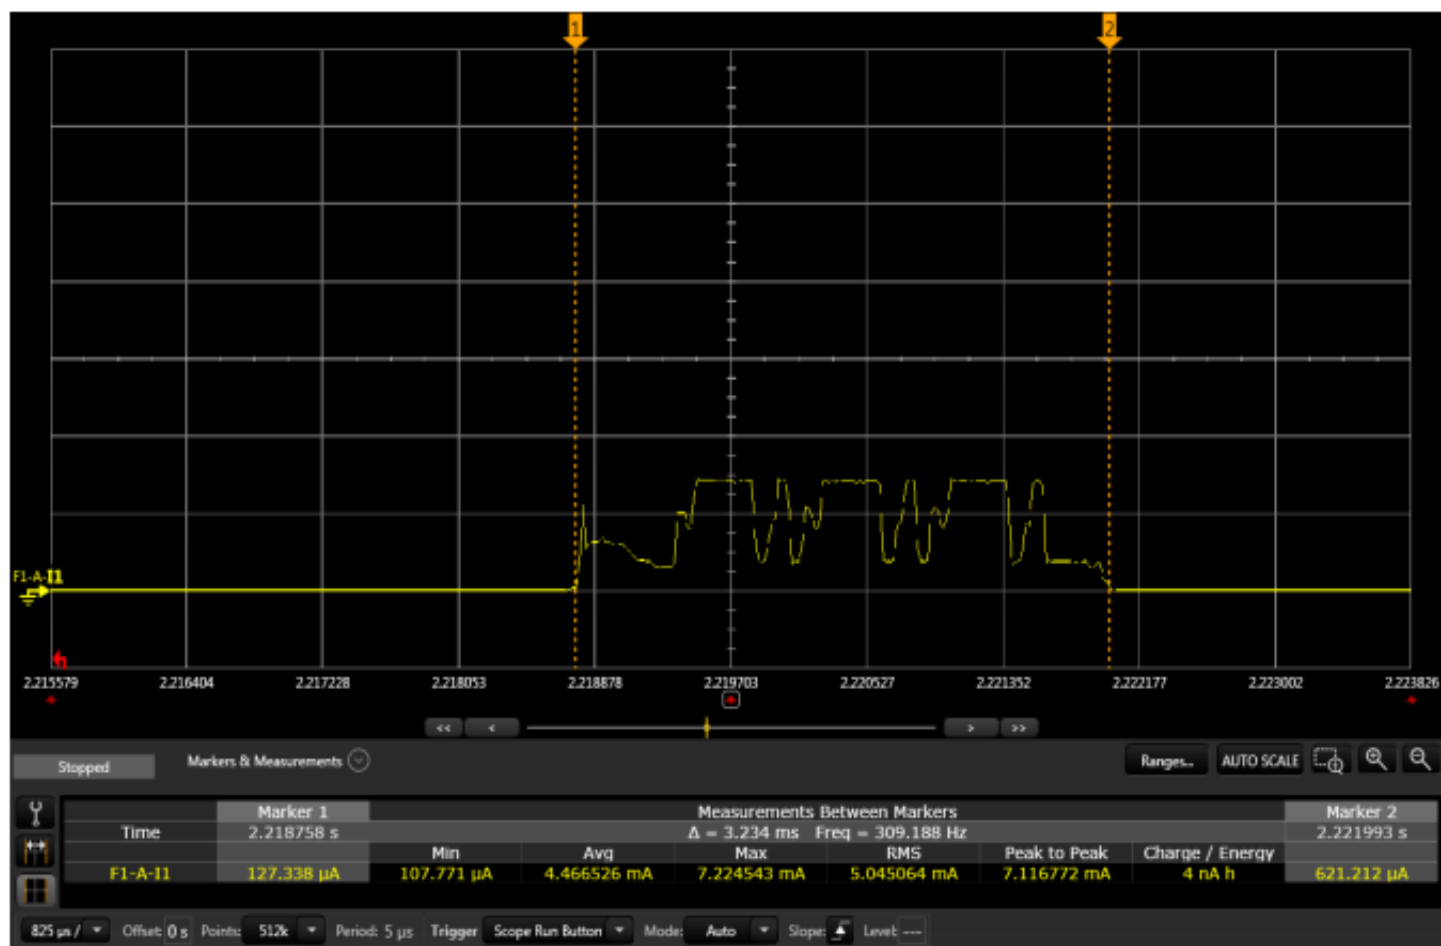 1 2
F1-A-I1
2.215579 2.216404 2.217228 2.218053 2.218878 2.219703 2.220527 2.221352 2.222177 2.223002 2.223826
<< < > >>
Stopped Markers & Measurements Ranges... AUTO SCALE
Marker 1 Measurements Between Markers Marker 2
Time 2.218758 s Δ = 3.234 ms Freq = 309.188 Hz 2.221993 s
Min Avg Max RMS Peak to Peak Charge / Energy
F1-A-I1 127.338 µA 107.771 µA 4.466526 mA 7.224543 mA 5.045064 mA 7.116772 mA 4 nA h 621.212 µA
825 µs / Offset: 0 s Points: 512k Period: 5 µs Trigger Scope Run Button Mode: Auto Slope: Level: ---